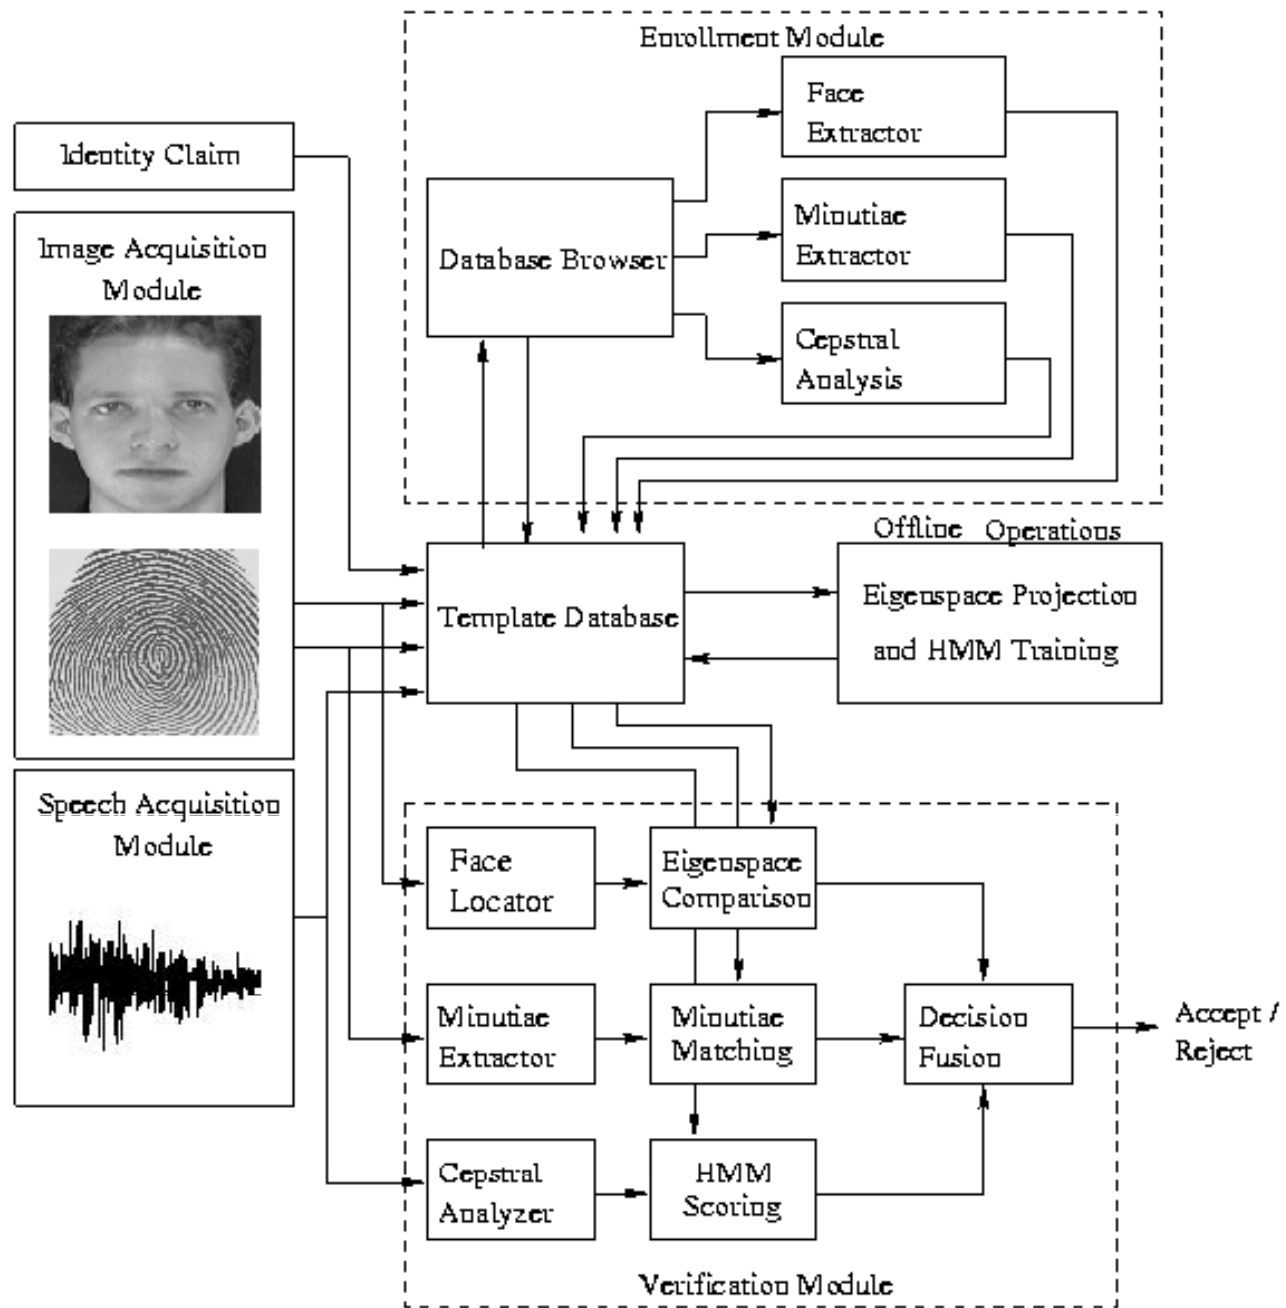 Enrollment Module
Face
Extractor
Identity Claim
Minutiae
Extractor
Image Acquisition
Module
Database Browser
Cepstral
Analysis
Offline Operations
Template Database
Eigenspace Projection
and HMM Training
Speech Acquisition
Module
Face
Locator
Eigenspace
Comparison
Minutiae
Extractor
Minutiae
Matching
Decision
Fusion
Accept /
Reject
Cepstral
Analyzer
HMM
Scoring
Verification Module